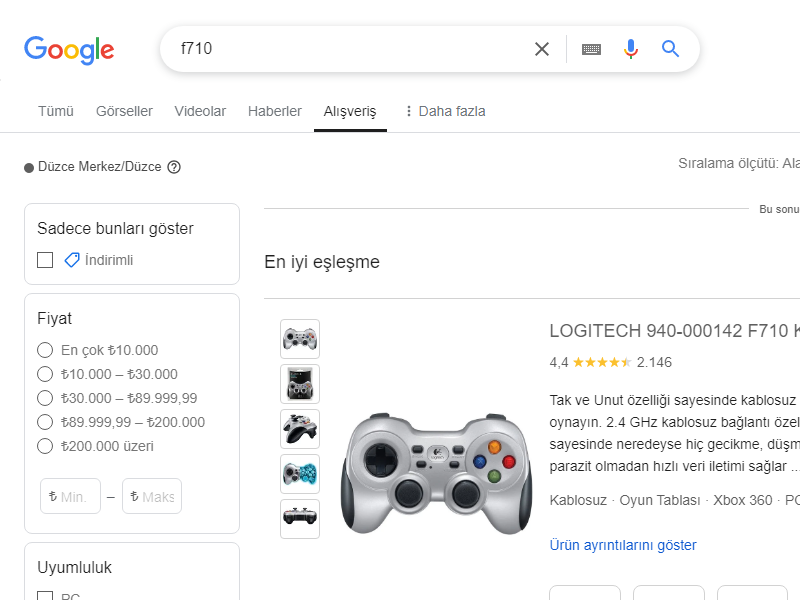 Google
f710
Tümü Görseller Videolar Haberler Alışveriş Daha fazla
Düzce Merkez/Düzce
Sıralama ölçütü: Ala
Bu sonu
Sadece bunları göster
İndirimli
En iyi eşleşme
Fiyat
En çok ₺10.000
₺10.000 – ₺30.000
₺30.000 – ₺89.999,99
₺89.999,99 – ₺200.000
₺200.000 üzeri
₺ Min. – ₺ Maks
LOGITECH 940-000142 F710 K
4,4 2.146
Tak ve Unut özelliği sayesinde kablosuz
oynayın. 2.4 GHz kablosuz bağlantı özel
sayesinde neredeyse hiç gecikme, düşm
parazit olmadan hızlı veri iletimi sağlar ...
Kablosuz · Oyun Tablası · Xbox 360 · PC
Ürün ayrıntılarını göster
Uyumluluk
PC